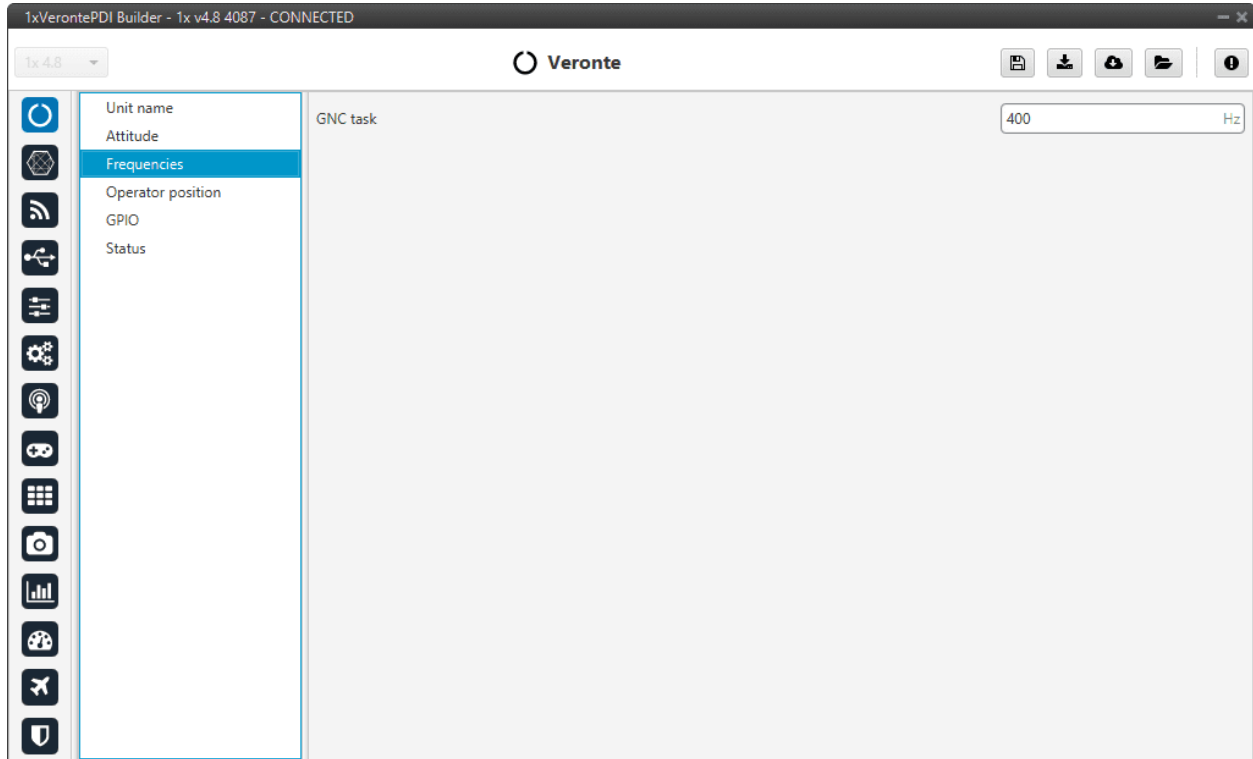 1xVerontePDI Builder - 1x v4.8 4087 - CONNECTED
1x 4.8
Veronte
Unit name
Attitude
Frequencies
Operator position
GPIO
Status
GNC task
400 Hz